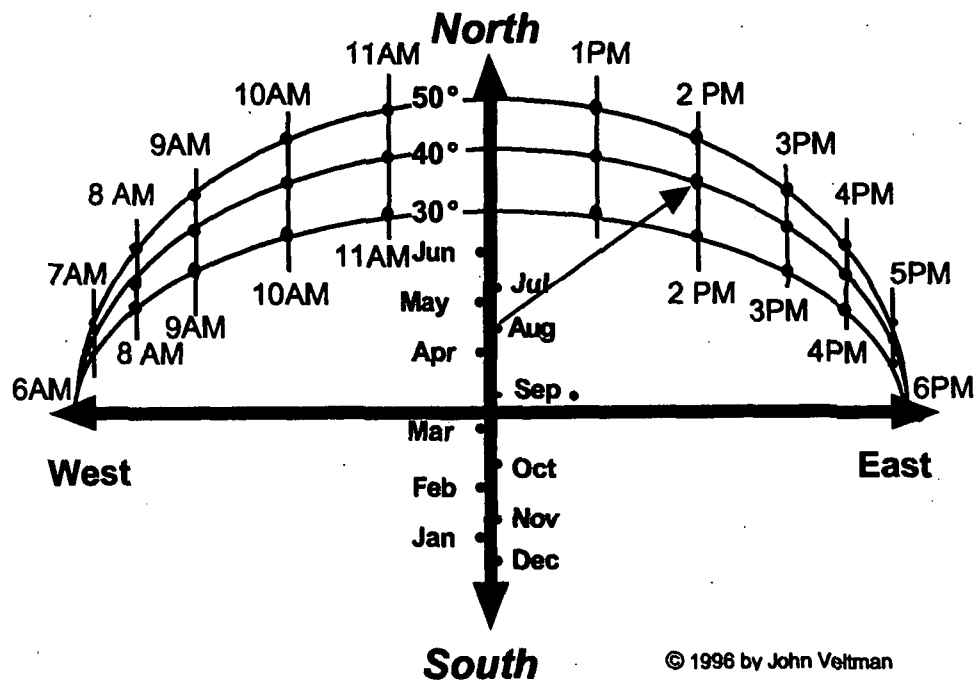 North
11AM
1PM
10AM
50°
2 PM
9AM
40°
3PM
8 AM
30°
4PM
7AM
11AM
Jun
5PM
10AM
May
Jul
2 PM
9AM
Aug
3PM
8 AM
Apr
4PM
6AM
Sep
6PM
Mar
West
Oct
East
Feb
Nov
Jan
Dec
South
© 1996 by John Veltman